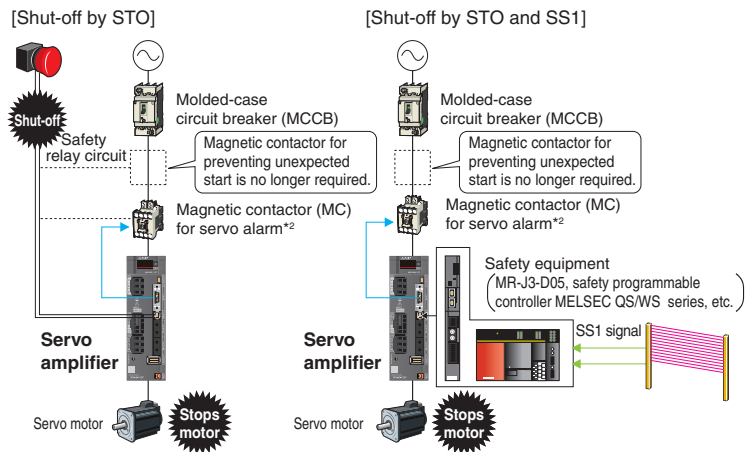 [Shut-off by STO]
Shut-off
Molded-case
circuit breaker (MCCB)
Safety
relay circuit
Magnetic contactor for
preventing unexpected
start is no longer required.
Magnetic contactor (MC)
for servo alarm*2
Servo
amplifier
Servo motor
Stops
motor
[Shut-off by STO and SS1]
Molded-case
circuit breaker (MCCB)
Magnetic contactor for
preventing unexpected
start is no longer required.
Magnetic contactor (MC)
for servo alarm*2
Safety equipment
(MR-J3-D05, safety programmable
controller MELSEC QS/WS series, etc.)
SS1 signal
Servo
amplifier
Servo motor
Stops
motor